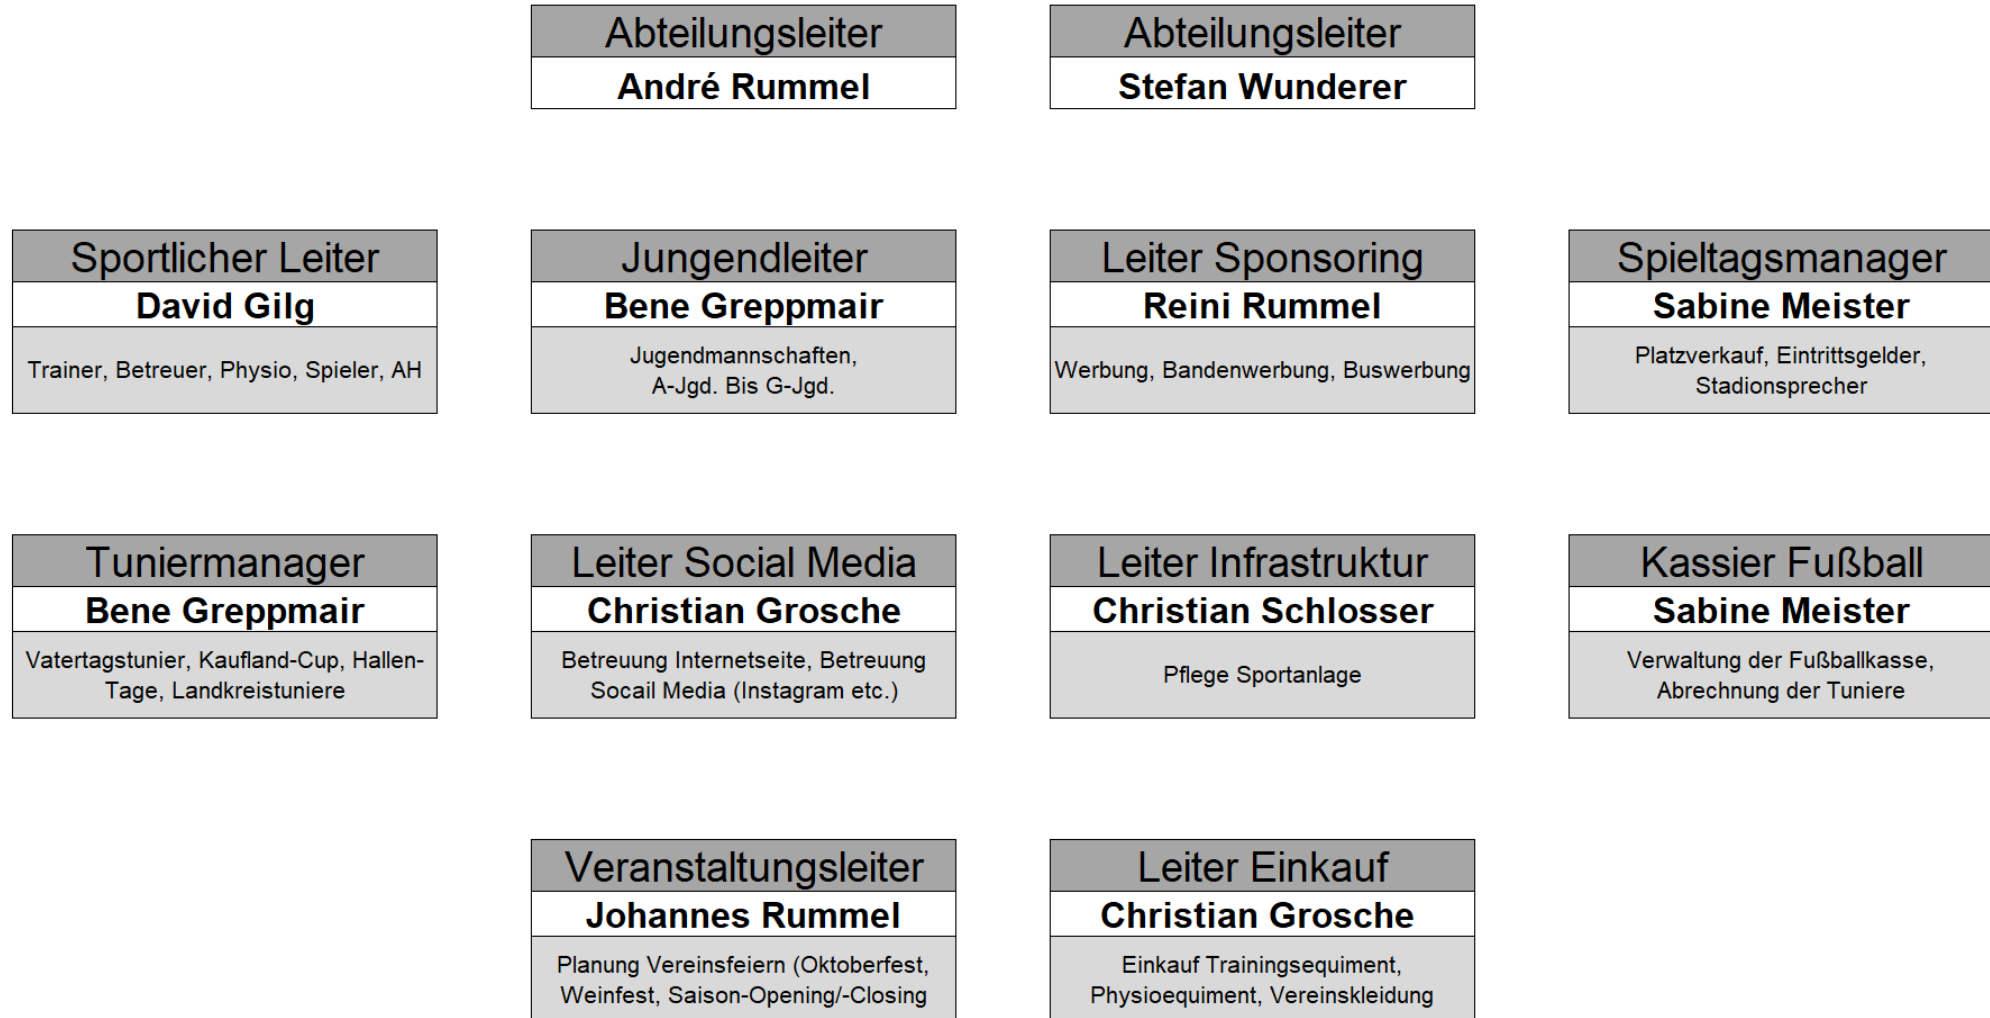 Abteilungsleiter
André Rummel
Abteilungsleiter
Stefan Wunderer
Sportlicher Leiter
David Gilg
Trainer, Betreuer, Physio, Spieler, AH
Jungendleiter
Bene Greppmair
Jugendmannschaften,
A-Jgd. Bis G-Jgd.
Leiter Sponsoring
Reini Rummel
Werbung, Bandenwerbung, Buswerbung
Spieltagsmanager
Sabine Meister
Platzverkauf, Eintrittsgelder,
Stadionsprecher
Tuniermanager
Bene Greppmair
Vatertagstunier, Kaufland-Cup, Hallen-
Tage, Landkreistuniere
Leiter Social Media
Christian Grosche
Betreuung Internetseite, Betreuung
Socail Media (Instagram etc.)
Leiter Infrastruktur
Christian Schlosser
Pflege Sportanlage
Kassier Fußball
Sabine Meister
Verwaltung der Fußballkasse,
Abrechnung der Tuniere
Veranstaltungsleiter
Johannes Rummel
Planung Vereinsfeiern (Oktoberfest,
Weinfest, Saison-Opening/-Closing
Leiter Einkauf
Christian Grosche
Einkauf Trainingsequiment,
Physioequiment, Vereinskleidung